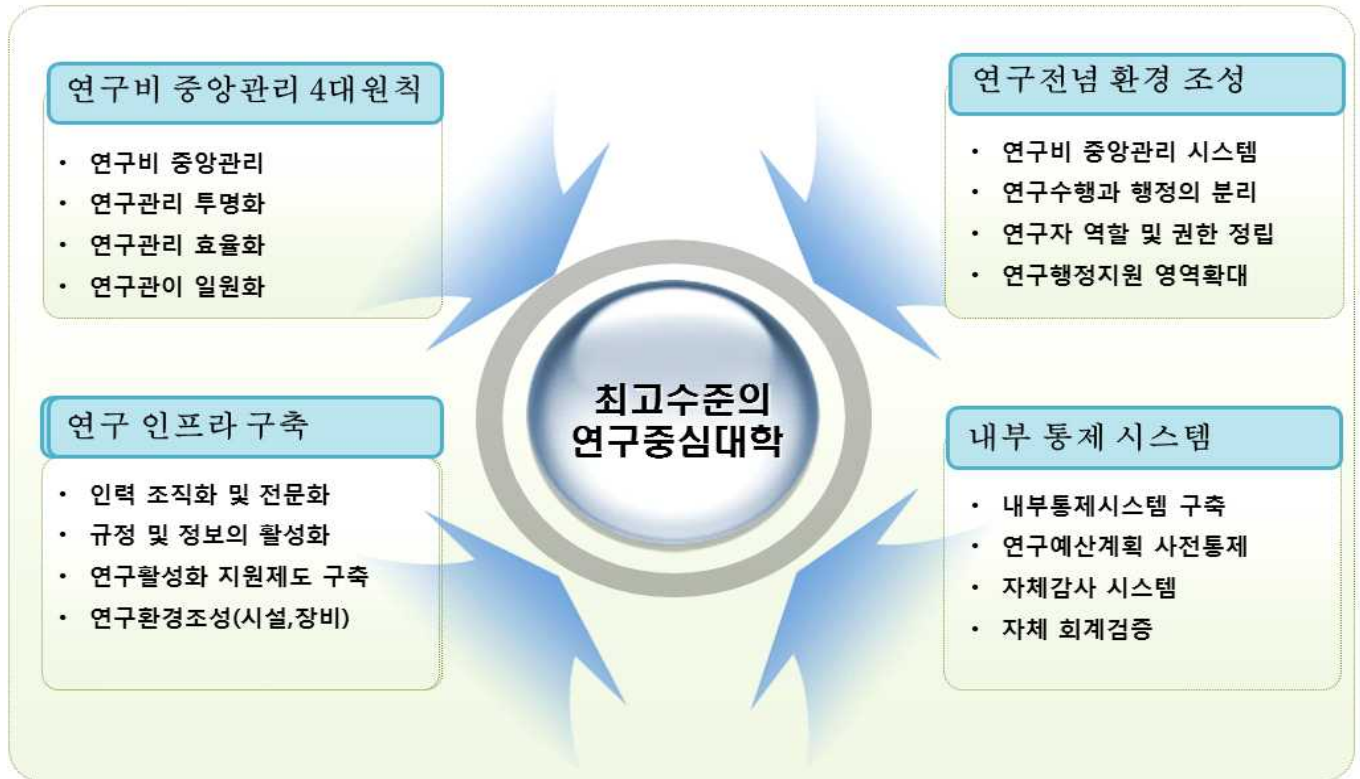 연구비 중앙관리 4대원칙
• 연구비 중앙관리
• 연구관리 투명화
• 연구관리 효율화
• 연구관이 일원화
연구전념 환경 조성
• 연구비 중앙관리 시스템
• 연구수행과 행정의 분리
• 연구자 역할 및 권한 정립
• 연구행정지원 영역확대
최고수준의
연구중심대학
연구 인프라 구축
• 인력 조직화 및 전문화
• 규정 및 정보의 활성화
• 연구활성화 지원제도 구축
• 연구환경조성(시설,장비)
내부 통제 시스템
• 내부통제시스템 구축
• 연구예산계획 사전통제
• 자체감사 시스템
• 자체 회계검증